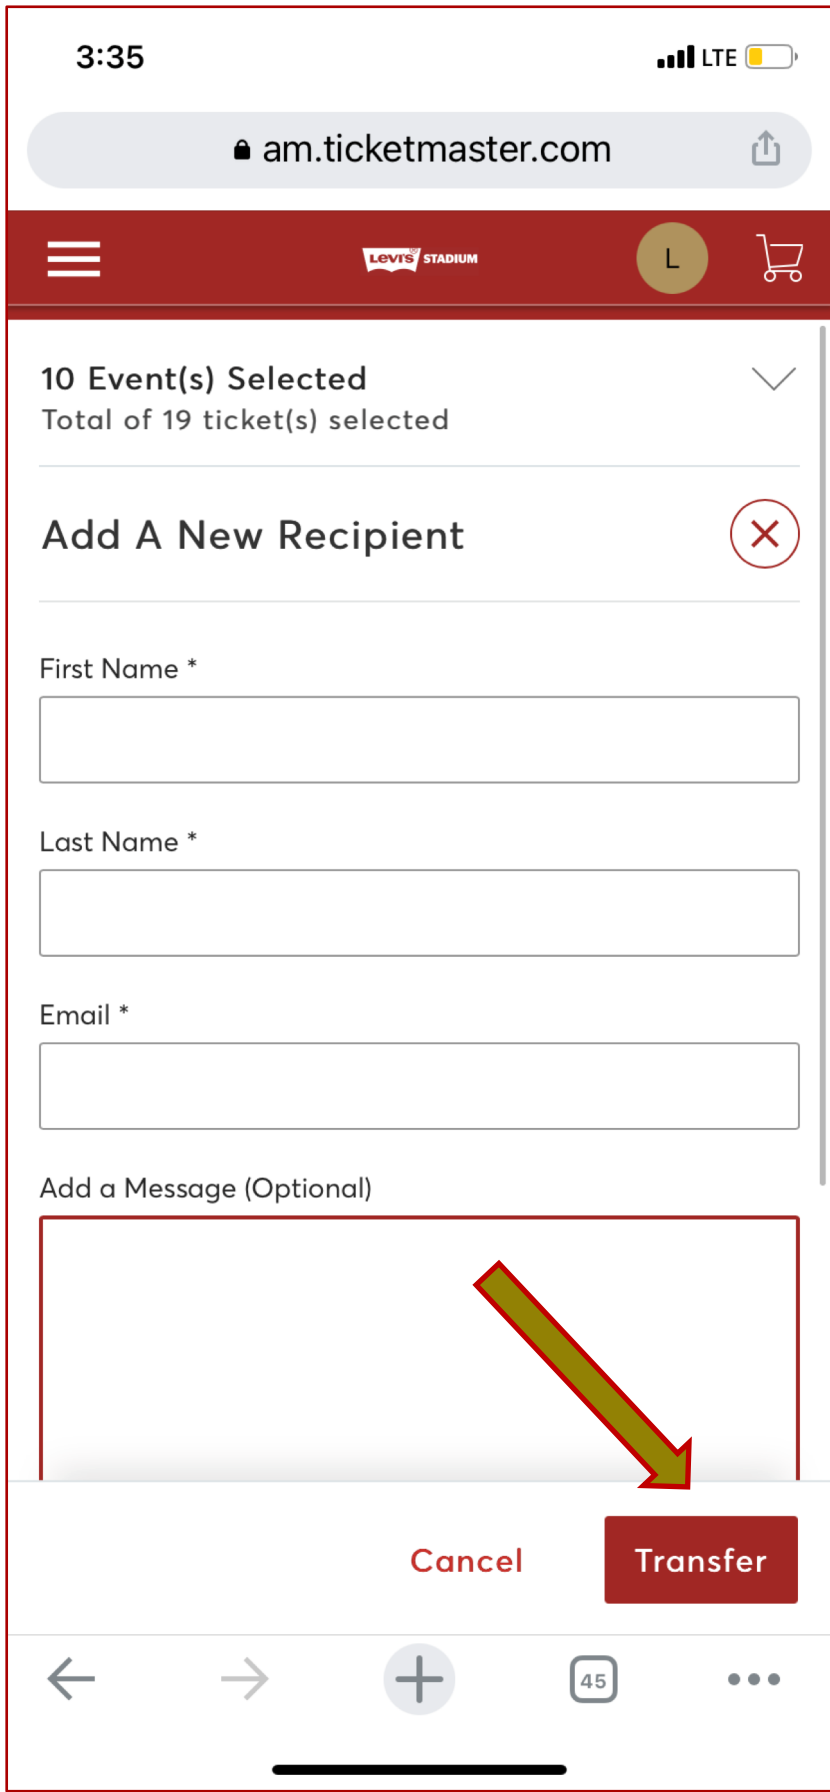 3:35
LTE
am.ticketmaster.com
LEVI'S STADIUM
L
10 Event(s) Selected
Total of 19 ticket(s) selected
Add A New Recipient
First Name *
Last Name *
Email *
Add a Message (Optional)
Cancel
Transfer
45